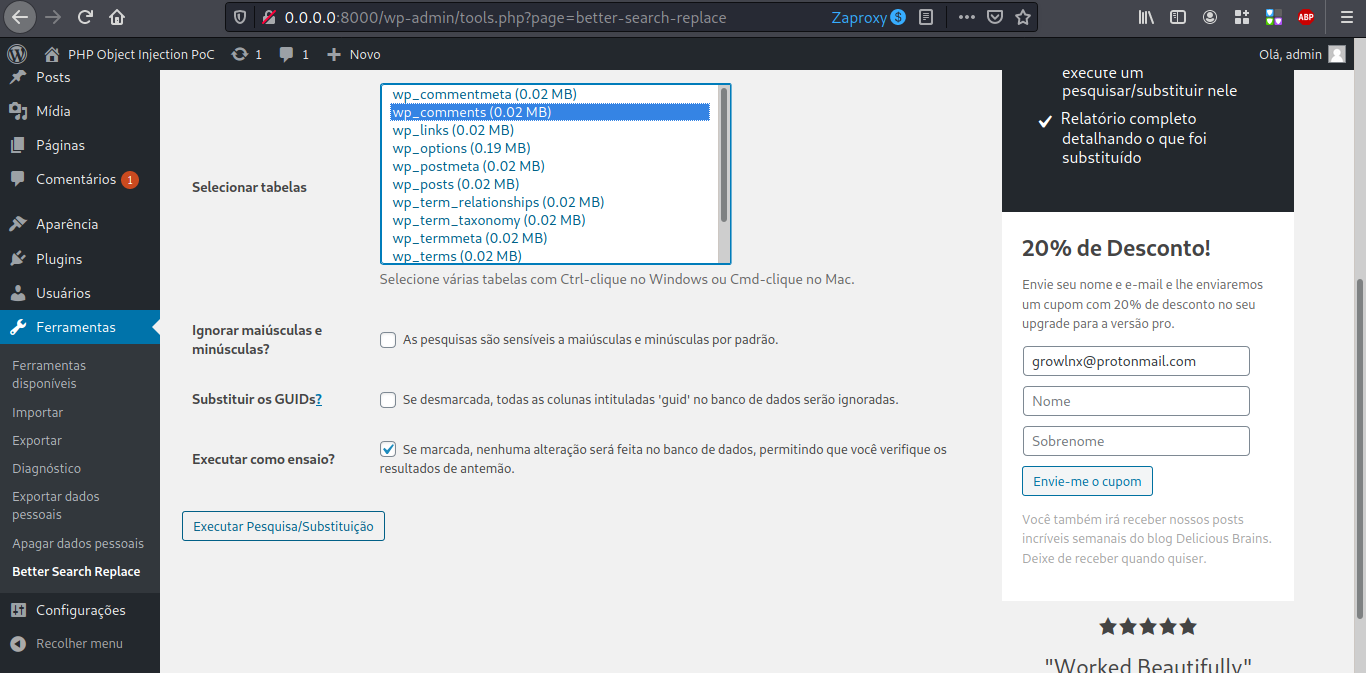 0.0.0.0:8000/wp-admin/tools.php?page=better-search-replace
Zaproxy
ABP
PHP Object Injection PoC
1
1
Novo
Olá, admin
Posts
Mídia
Páginas
Comentários 1
Aparência
Plugins
Usuários
Ferramentas
Ferramentas
disponíveis
Importar
Exportar
Diagnóstico
Exportar dados
pessoais
Apagar dados pessoais
Better Search Replace
Configurações
Recolher menu
Selecionar tabelas
wp_commentmeta (0.02 MB)
wp_comments (0.02 MB)
wp_links (0.02 MB)
wp_options (0.19 MB)
wp_postmeta (0.02 MB)
wp_posts (0.02 MB)
wp_term_relationships (0.02 MB)
wp_term_taxonomy (0.02 MB)
wp_termmeta (0.02 MB)
wp_terms (0.02 MB)
Selecione várias tabelas com Ctrl-clique no Windows ou Cmd-clique no Mac.
Ignorar maiúsculas e
minúsculas?
As pesquisas são sensíveis a maiúsculas e minúsculas por padrão.
Substituir os GUIDs?
Se desmarcada, todas as colunas intituladas 'guid' no banco de dados serão ignoradas.
Executar como ensaio?
Se marcada, nenhuma alteração será feita no banco de dados, permitindo que você verifique os
resultados de antemão.
Executar Pesquisa/Substituição
execute um
pesquisar/substituir nele
Relatório completo
detalhando o que foi
substituído
20% de Desconto!
Envie seu nome e e-mail e lhe enviaremos
um cupom com 20% de desconto no seu
upgrade para a versão pro.
growlnx@protonmail.com
Nome
Sobrenome
Envie-me o cupom
Você também irá receber nossos posts
incríveis semanais do blog Delicious Brains.
Deixe de receber quando quiser.
"Worked Beautifully"